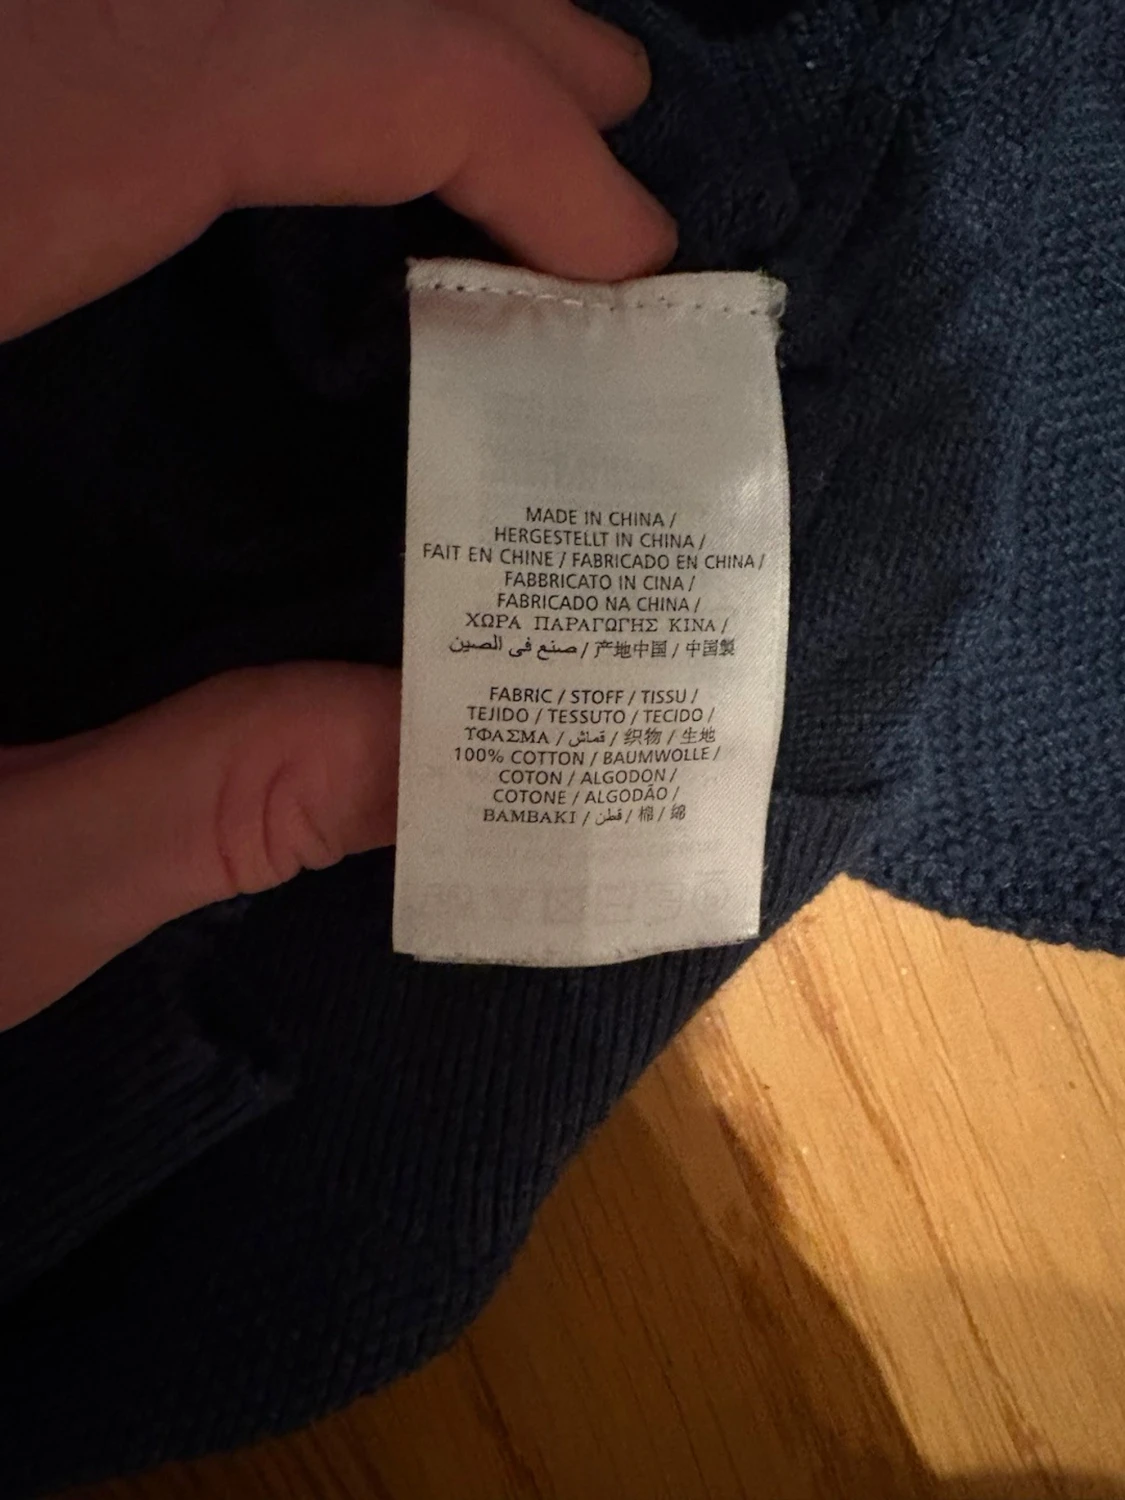 MADE IN CHINA /
HERGESTELLT IN CHINA /
FAIT EN CHINE / FABRICADO EN CHINA /
FABBRICATO IN CINA /
FABRICADO NA CHINA /
ΧΩΡΑ ΠΑΡΑΓΩΓΗΣ ΚΙΝΑ /
صنع في الصين / 产地中国 / 中国製
FABRIC / STOFF / TISSU /
TEJIDO / TESSUTO / TECIDO /
ΥΦΑΣΜΑ / قماش / 织物 / 生地
100% COTTON / BAUMWOLLE /
COTON / ALGODON /
COTONE / ALGODÃO /
ΒΑΜΒΑΚΙ / قطن / 棉 / 綿